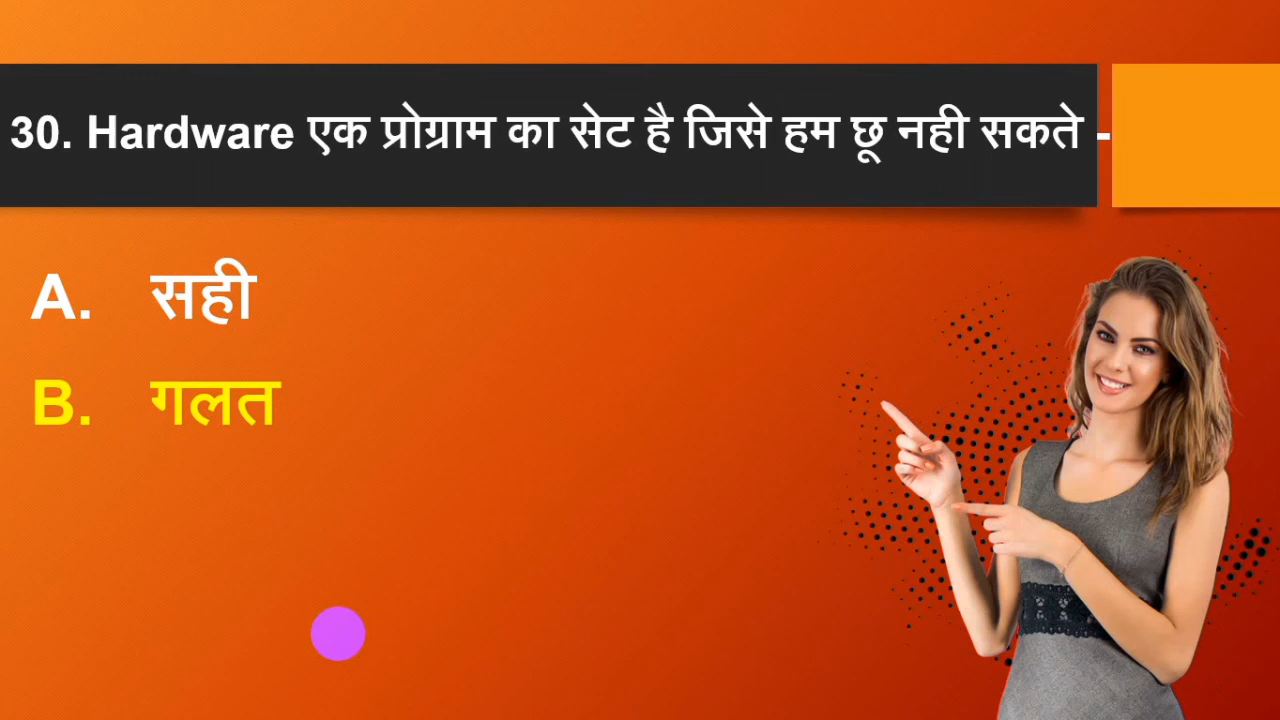 30. Hardware एक प्रोग्राम का सेट है जिसे हम छू नही सकते -
A. सही
B. गलत